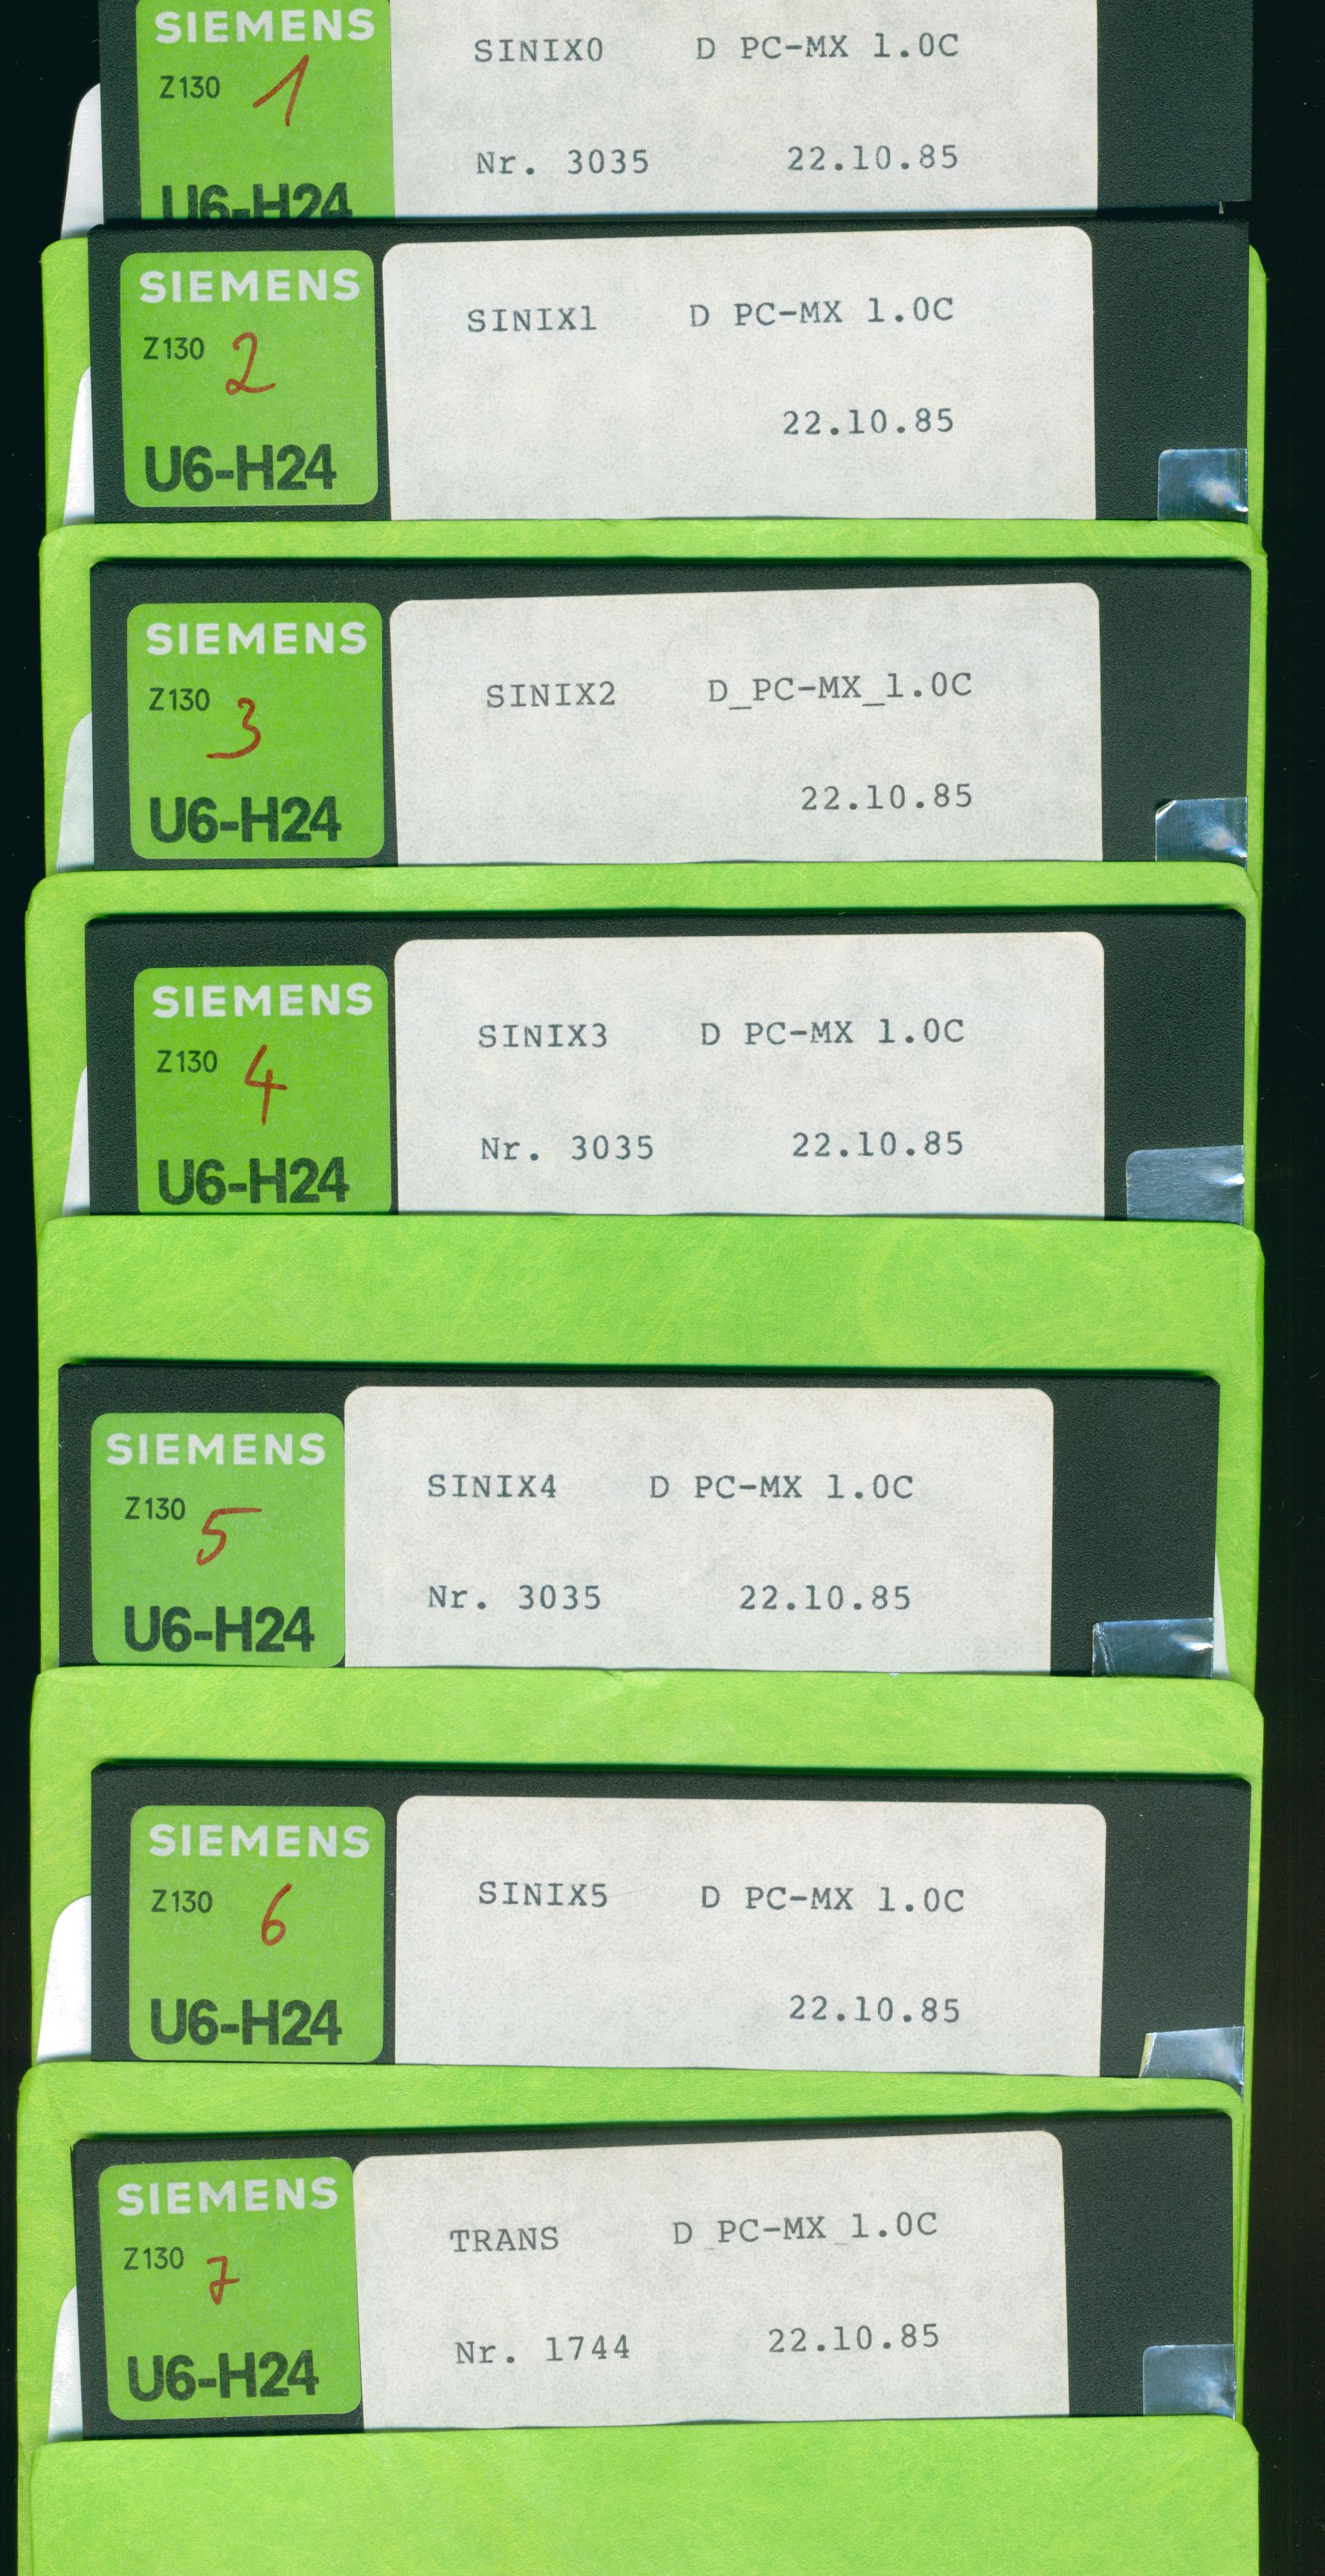 SIEMENS
Z130 1
U6-H24
SINIX0 D PC-MX 1.0C
Nr. 3035 22.10.85
SIEMENS
Z130 2
U6-H24
SINIX1 D PC-MX 1.0C
22.10.85
SIEMENS
Z130 3
U6-H24
SINIX2 D_PC-MX_1.0C
22.10.85
SIEMENS
Z130 4
U6-H24
SINIX3 D PC-MX 1.0C
Nr. 3035 22.10.85
SIEMENS
Z130 5
U6-H24
SINIX4 D PC-MX 1.0C
Nr. 3035 22.10.85
SIEMENS
Z130 6
U6-H24
SINIX5 D PC-MX 1.0C
22.10.85
SIEMENS
Z130 7
U6-H24
TRANS D_PC-MX_1.0C
Nr. 1744 22.10.85